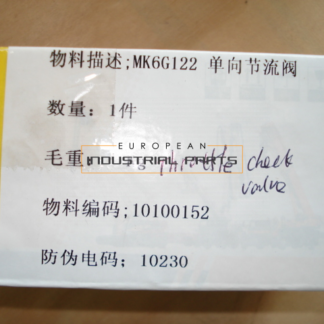 物料描述;MK6G122 单向节流阀
数量：1件
EUROPEAN
毛重: g throttle check
INDUSTRIAL PARTS
valve
物料编码;10100152
防伪电码：10230